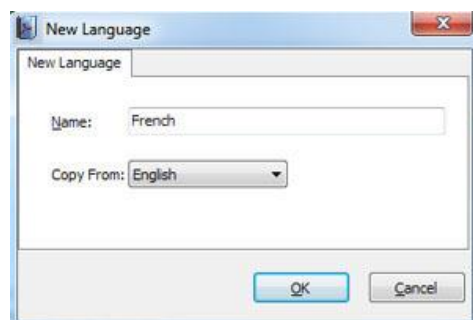 New Language
New Language
Name: French
Copy From: English
OK Cancel